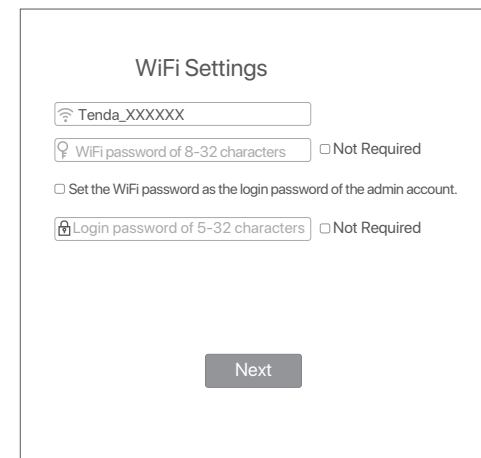 WiFi Settings
Tenda_XXXXXX
WiFi password of 8-32 characters
Not Required
Set the WiFi password as the login password of the admin account.
Login password of 5-32 characters
Not Required
Next